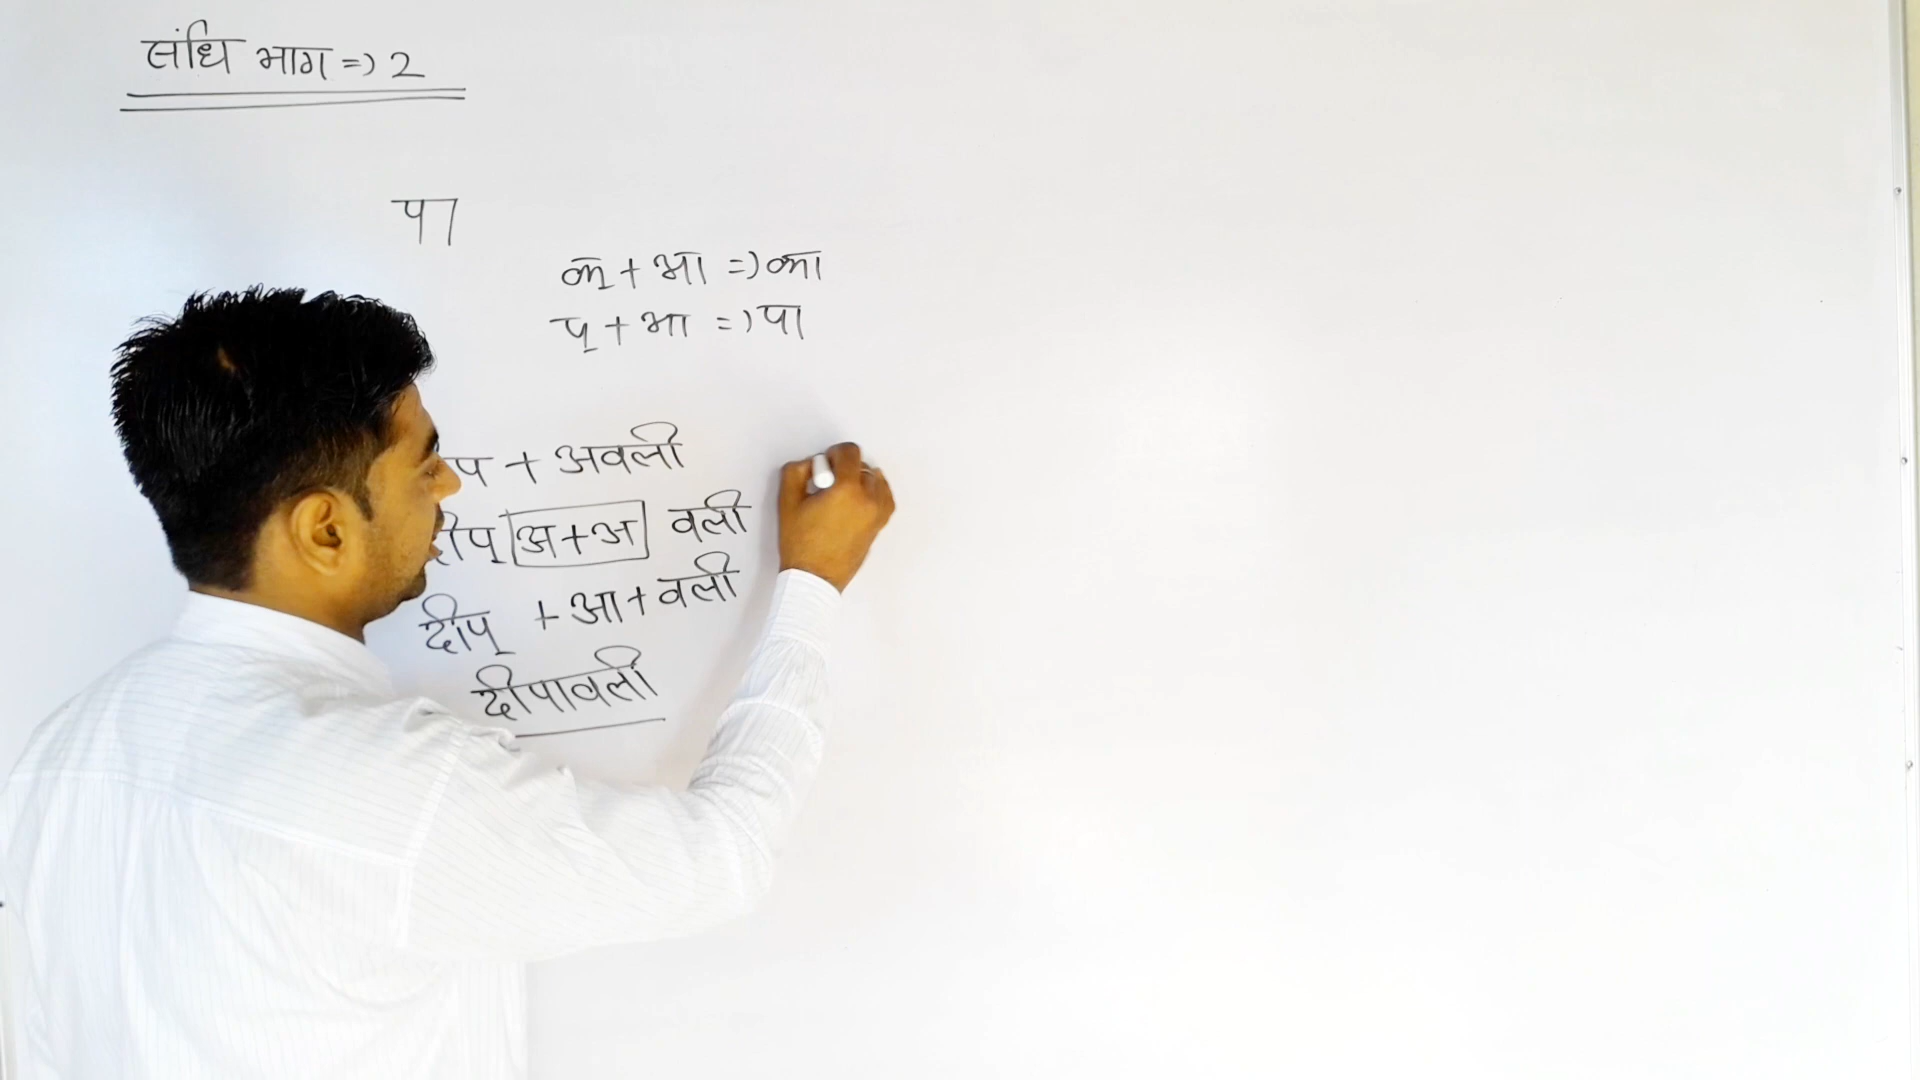 संधि भाग => 2
पा
क् + आ => का
प् + आ => पा
प + अवली
दीप् अ+अ वली
दीप् + आ + वली
दीपावली